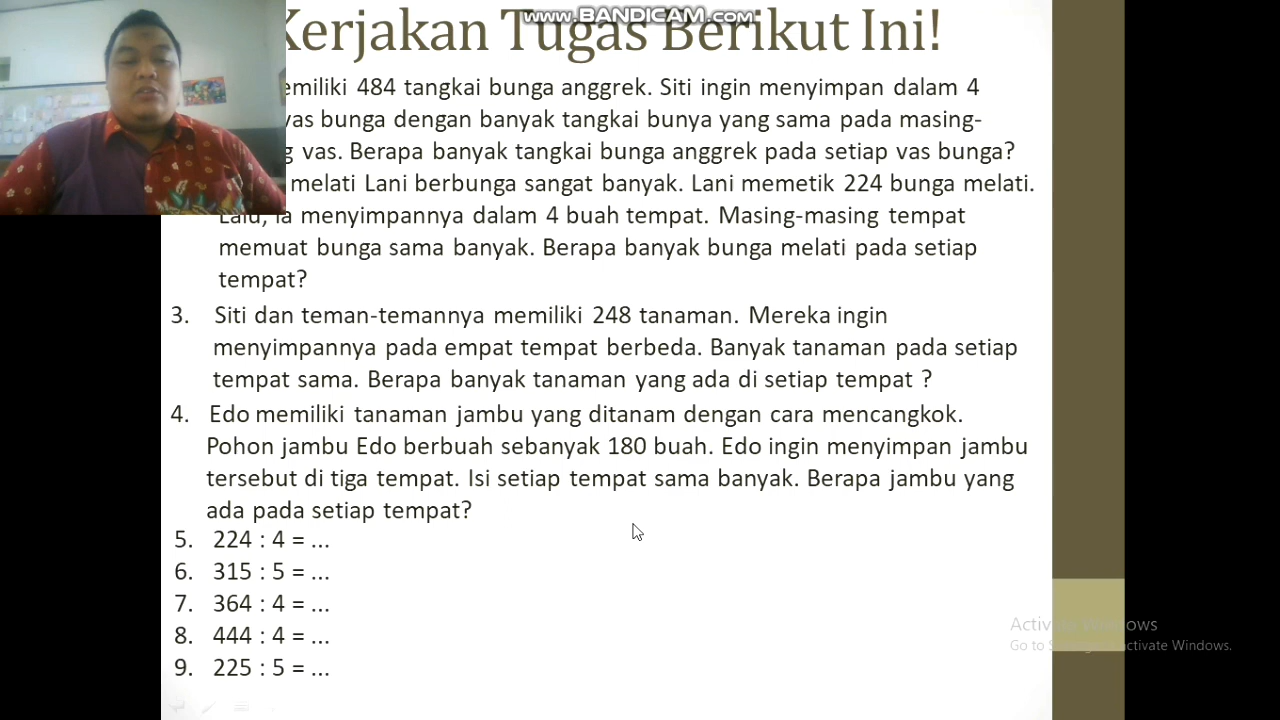 www.BANDICAM.com
Kerjakan Tugas Berikut Ini!
emiliki 484 tangkai bunga anggrek. Siti ingin menyimpan dalam 4
vas bunga dengan banyak tangkai bunya yang sama pada masing-
g vas. Berapa banyak tangkai bunga anggrek pada setiap vas bunga?
melati Lani berbunga sangat banyak. Lani memetik 224 bunga melati.
Lalu, ia menyimpannya dalam 4 buah tempat. Masing-masing tempat
memuat bunga sama banyak. Berapa banyak bunga melati pada setiap
tempat?
3. Siti dan teman-temannya memiliki 248 tanaman. Mereka ingin
menyimpannya pada empat tempat berbeda. Banyak tanaman pada setiap
tempat sama. Berapa banyak tanaman yang ada di setiap tempat ?
4. Edo memiliki tanaman jambu yang ditanam dengan cara mencangkok.
Pohon jambu Edo berbuah sebanyak 180 buah. Edo ingin menyimpan jambu
tersebut di tiga tempat. Isi setiap tempat sama banyak. Berapa jambu yang
ada pada setiap tempat?
5. 224 : 4 = ...
6. 315 : 5 = ...
7. 364 : 4 = ...
8. 444 : 4 = ...
9. 225 : 5 = ...
Activate Windows
Go to Settings to activate Windows.